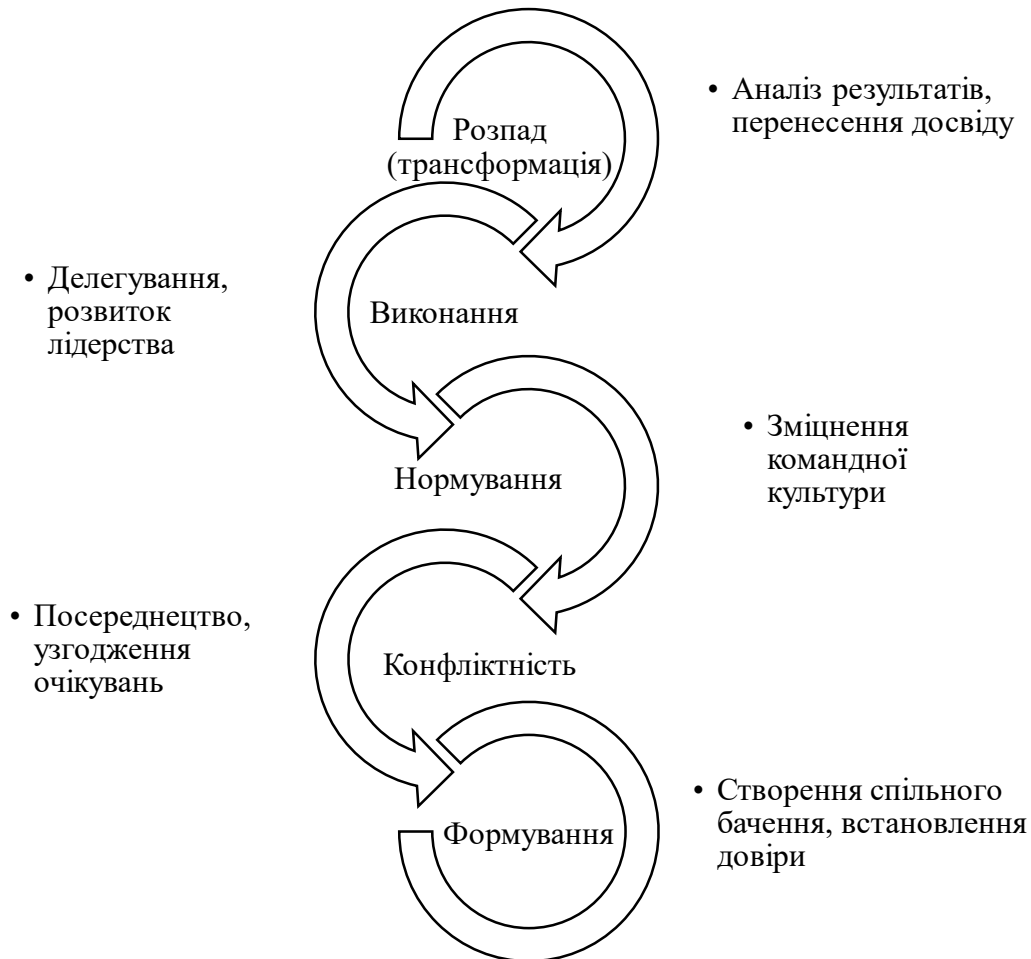 Розпад
(трансформація)
• Аналіз результатів,
перенесення досвіду
Виконання
• Делегування,
розвиток
лідерства
Нормування
• Зміцнення
командної
культури
Конфліктність
• Посереднецтво,
узгодження
очікувань
Формування
• Створення спільного
бачення, встановлення
довіри